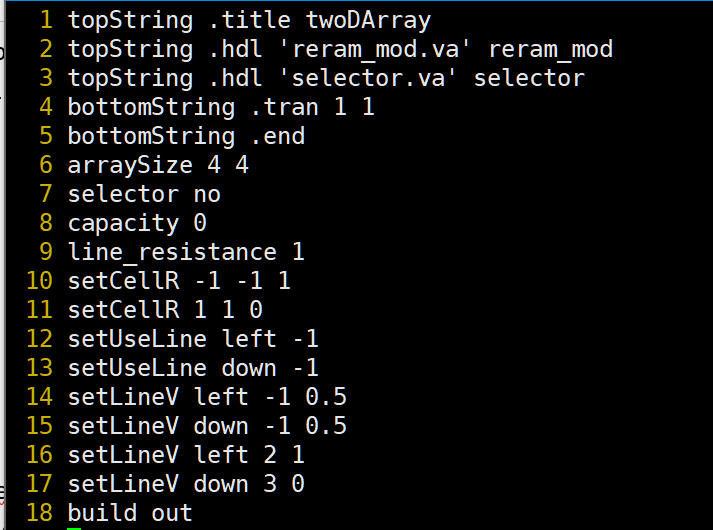 1 topString .title twoDArray
2 topString .hdl 'reram_mod.va' reram_mod
3 topString .hdl 'selector.va' selector
4 bottomString .tran 1 1
5 bottomString .end
6 arraySize 4 4
7 selector no
8 capacity 0
9 line_resistance 1
10 setCellR -1 -1 1
11 setCellR 1 1 0
12 setUseLine left -1
13 setUseLine down -1
14 setLineV left -1 0.5
15 setLineV down -1 0.5
16 setLineV left 2 1
17 setLineV down 3 0
18 build out